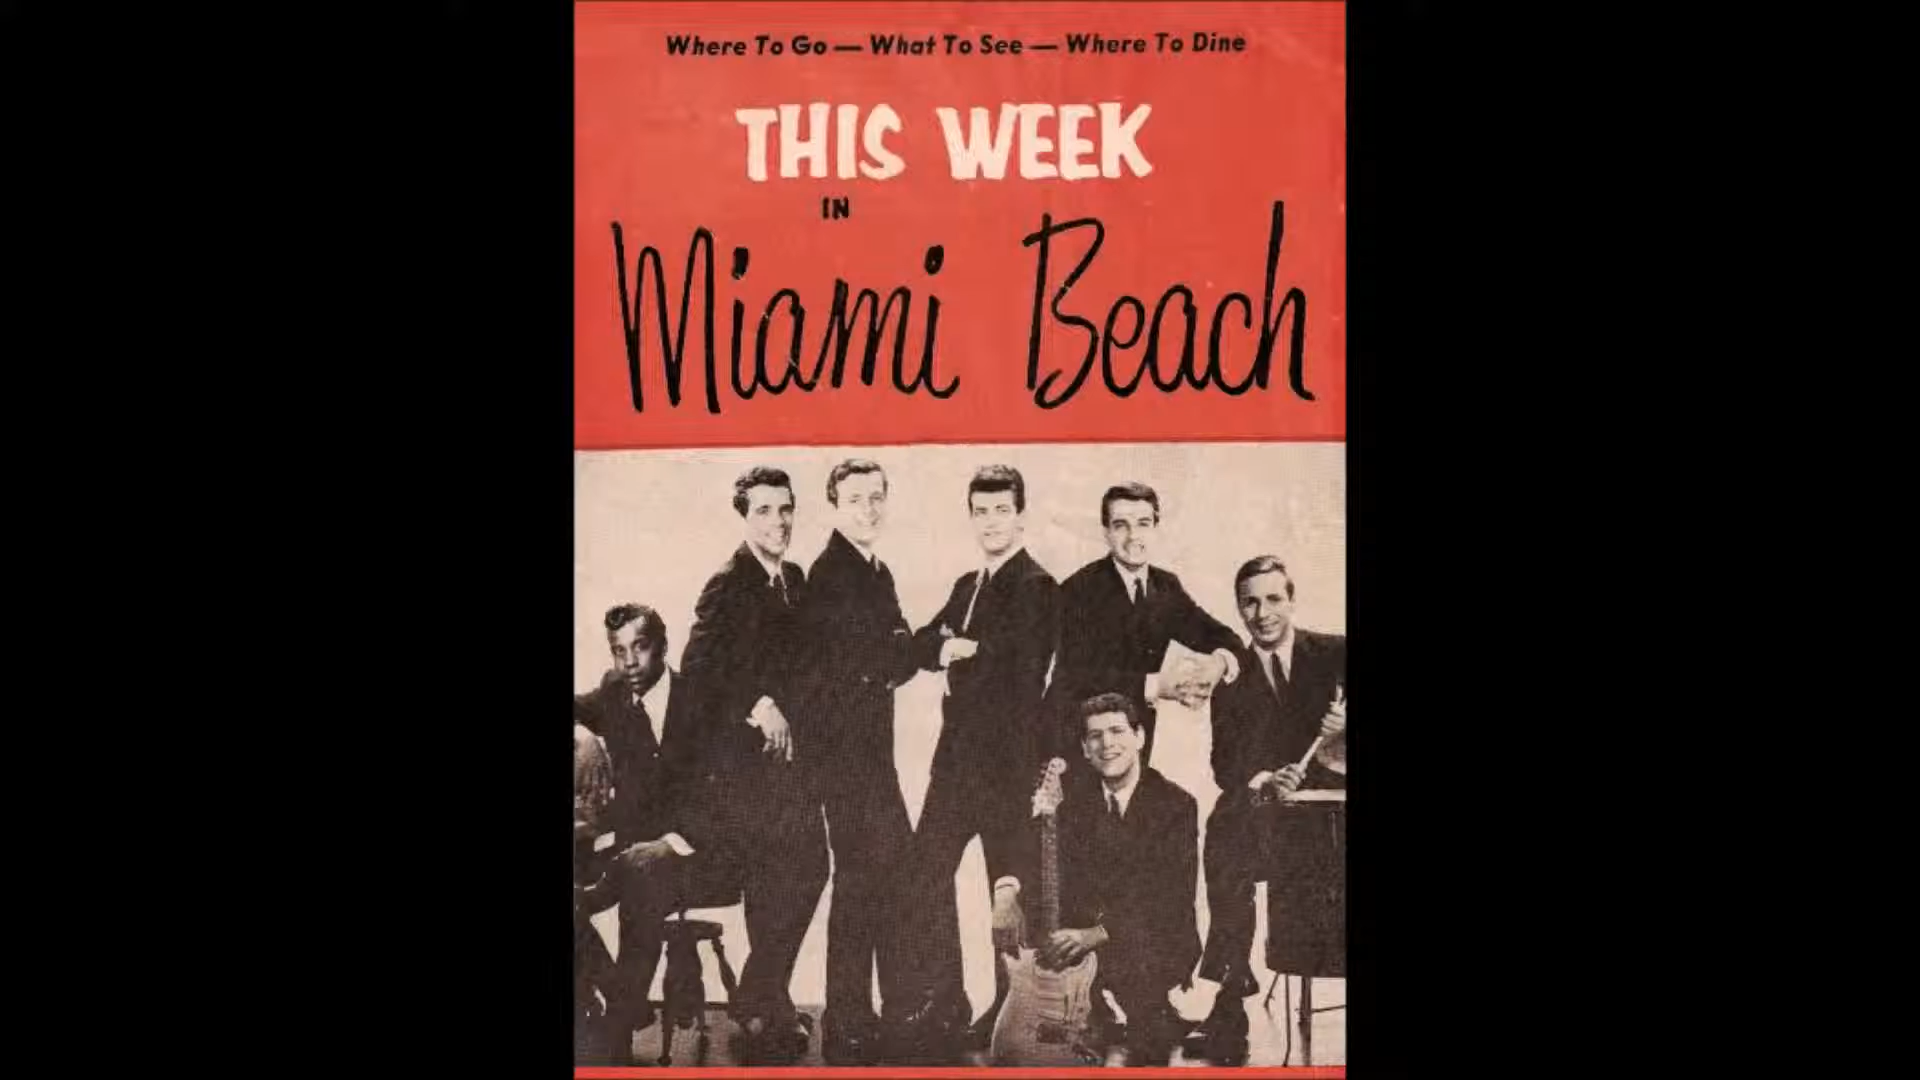 Where To Go — What To See — Where To Dine
THIS WEEK
IN
Miami Beach